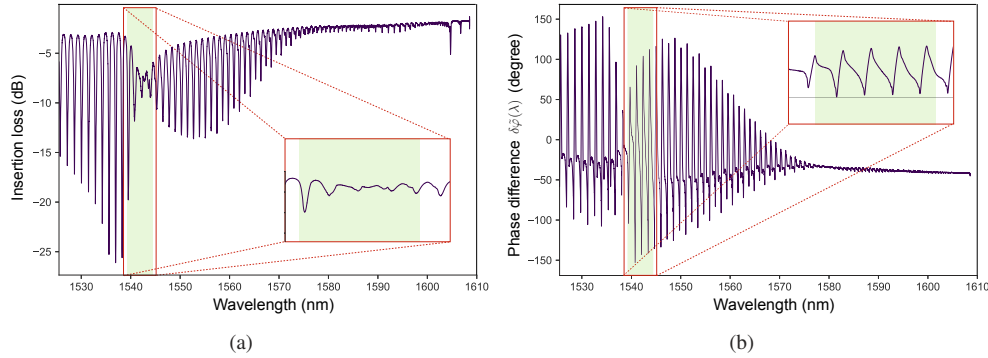 −5
−10
−15
−20
−25
Insertion loss (dB)
1530 1540 1550 1560 1570 1580 1590 1600 1610
Wavelength (nm)
(a)
150
100
50
0
−50
−100
−150
Phase difference δφ̃(λ) (degree)
1530 1540 1550 1560 1570 1580 1590 1600 1610
Wavelength (nm)
(b)